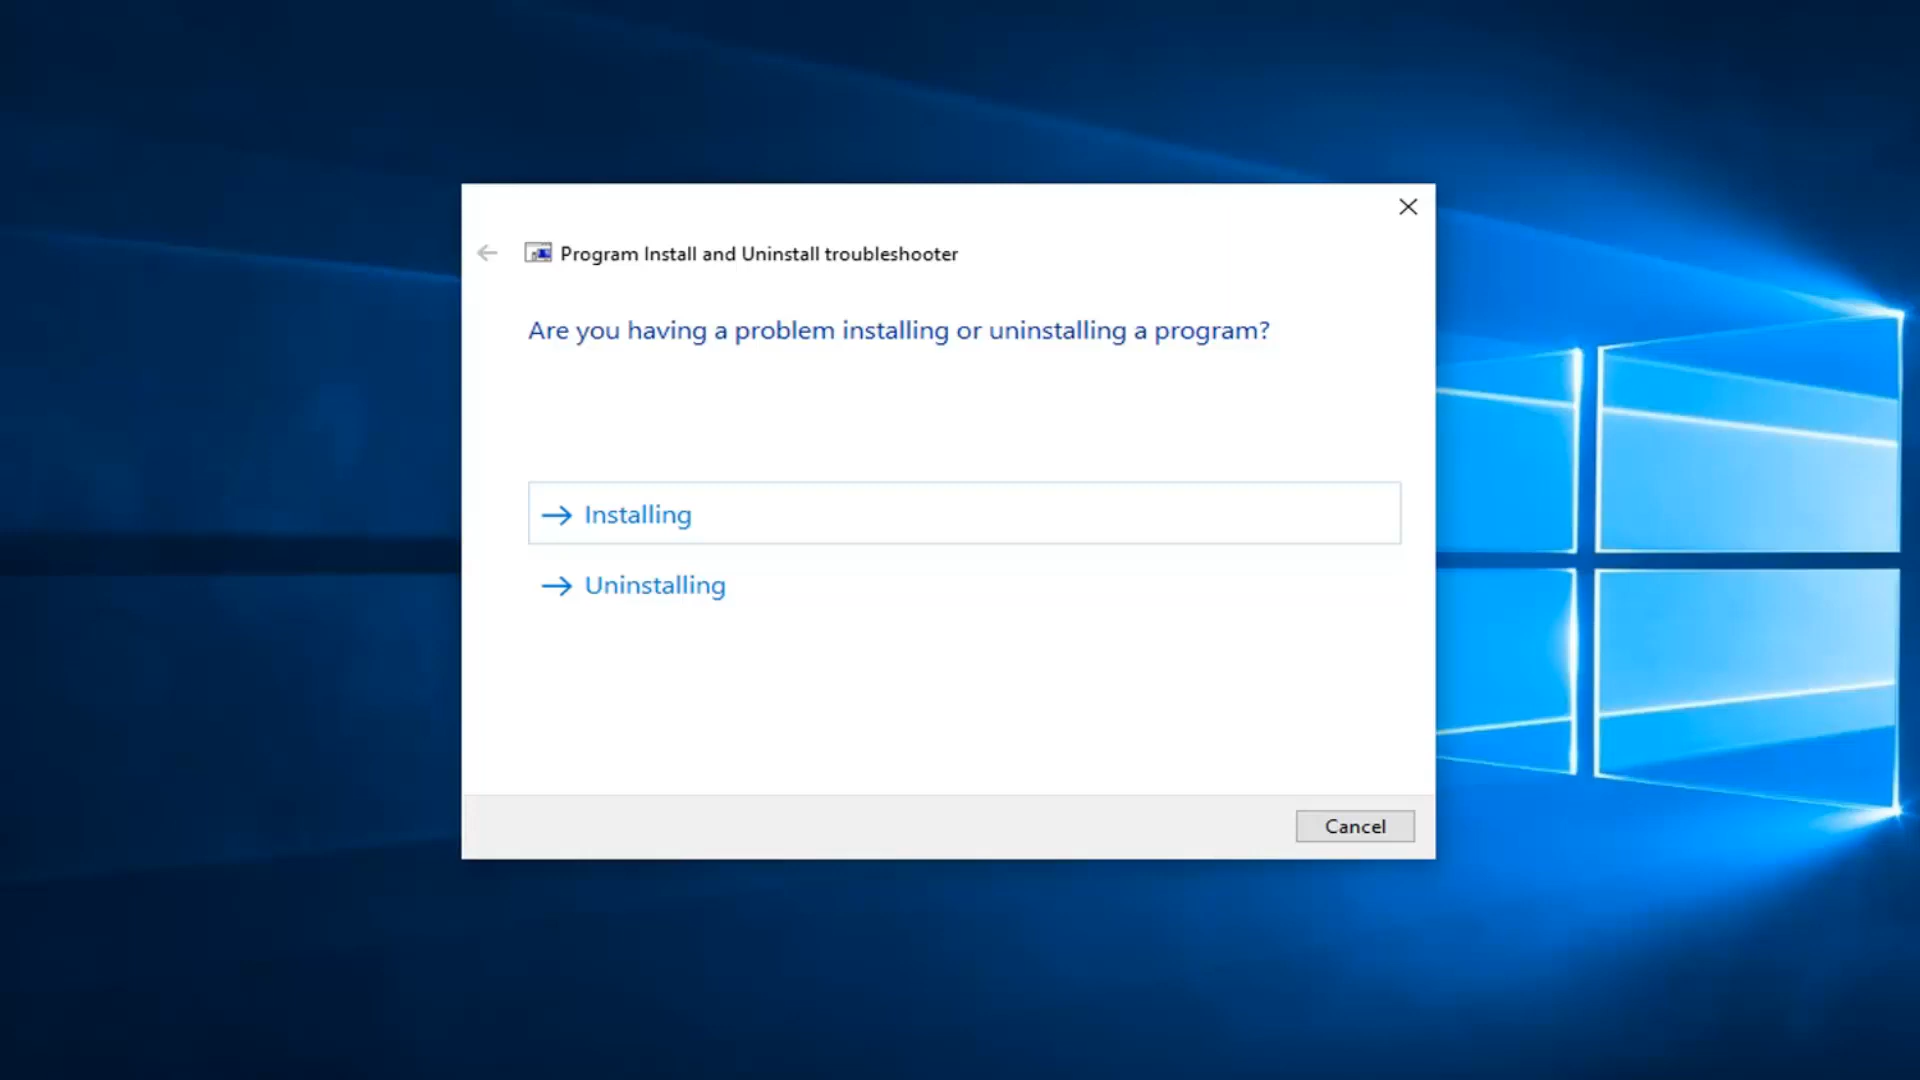 Program Install and Uninstall troubleshooter
Are you having a problem installing or uninstalling a program?
Installing
Uninstalling
Cancel